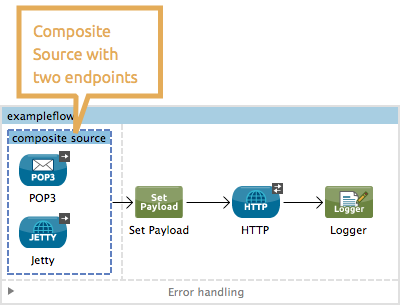 Composite
Source with
two endpoints
exampleflow
composite source
POP3
POP3
JETTY
Jetty
Set
Payload
Set Payload
HTTP
HTTP
Logger
Logger
Error handling